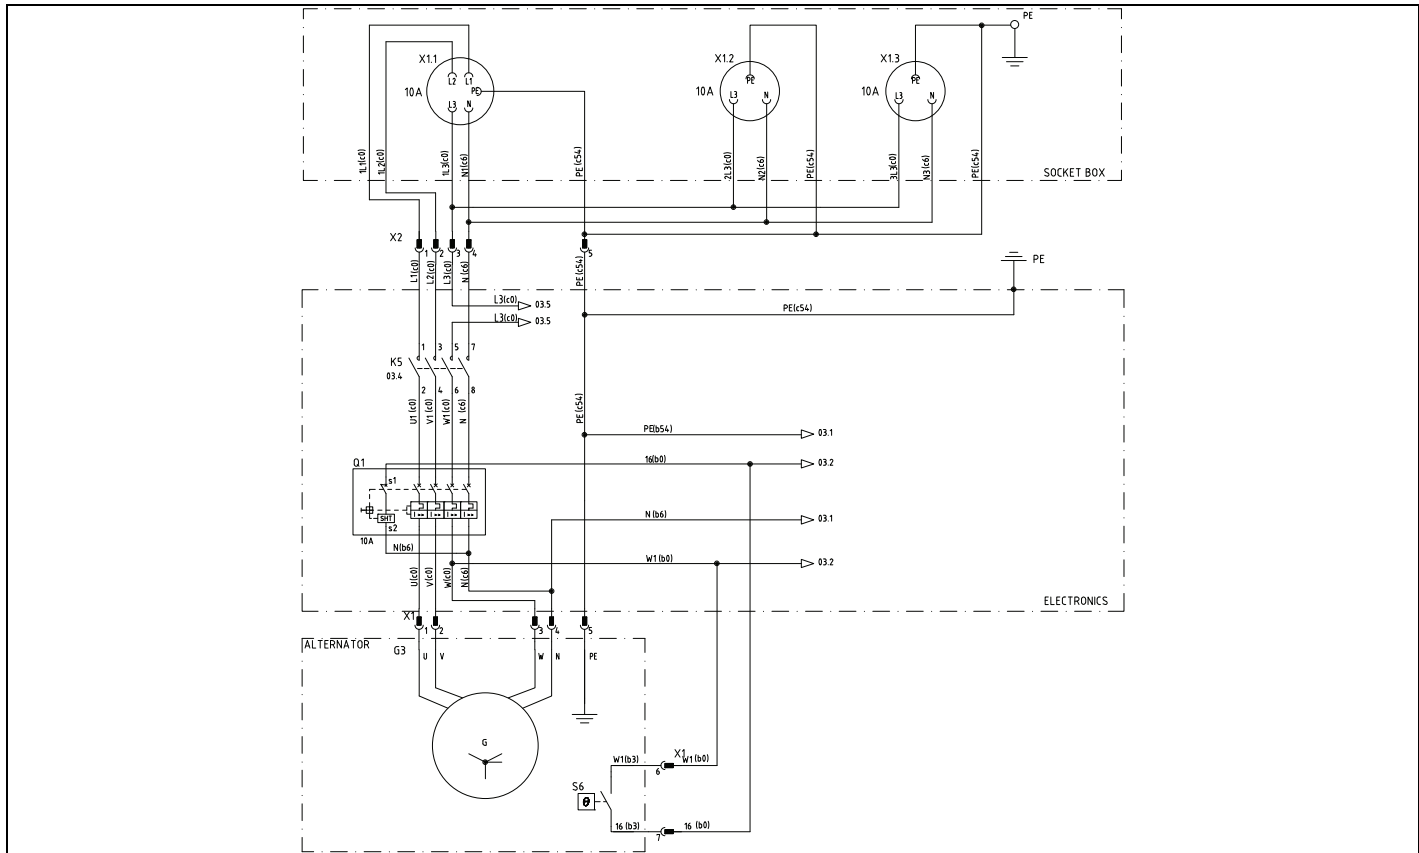 PE
X1.1
X1.2
X1.3
L2 L1
PE
PE
PE
10A
10A
10A
L3 N
L3 N
L3 N
1L1(c0)
1L2(c0)
1L3(c0)
N1(c6)
PE(c54)
2L3(c0)
N2(c6)
PE(c54)
3L3(c0)
N3(c6)
PE(c54)
SOCKET BOX
X2
1 2 3 4 5
L1(c0)
L2(c0)
L3(c0)
N(c6)
PE(c54)
PE
L3(c0) 03.5
PE(c54)
L3(c0) 03.5
1 3 5 7
K5
03.4
2 4 6 8
U1(c0)
V1(c0)
W1(c0)
N(c6)
PE(c54)
PE(b54) 03.1
16(b0) 03.2
Q1
s1
SHT
s2
10A
N(b6)
N(b6) 03.1
W1(b0) 03.2
U(c0)
V(c0)
W(c0)
N(c6)
ELECTRONICS
X1
1 2 3 4 5
ALTERNATOR
G3
U V W N PE
G
X1
W1(b3) 6 W1(b0)
S6
θ
16(b3) 7 16(b0)